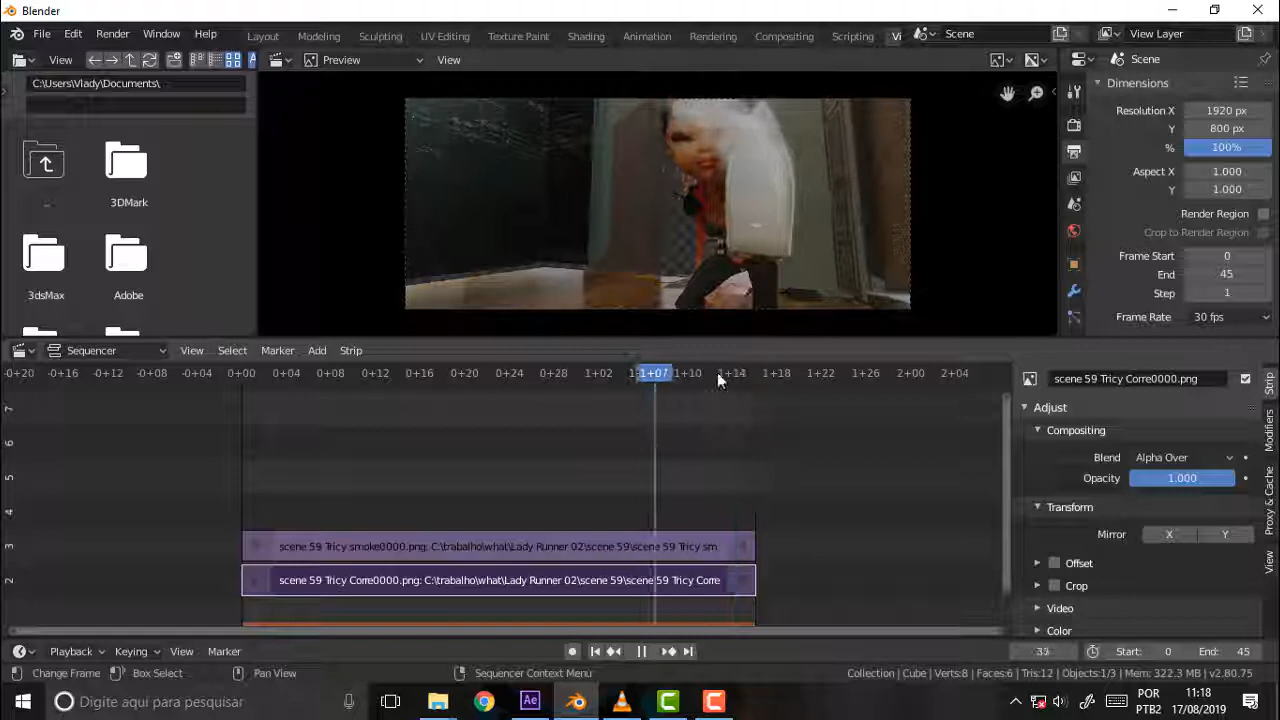 Blender
File Edit Render Window Help Layout Modeling Sculpting UV Editing Texture Paint Shading Animation Rendering Compositing Scripting Scene View Layer
View Preview View Scene
C:\Users\Vlady\Documents\
Dimensions
Resolution X 1920 px
Y 800 px
% 100%
Aspect X 1.000
Y 1.000
Render Region
Crop to Render Region
Frame Start 0
End 45
Step 1
Frame Rate 30 fps
..
3DMark
3dsMax
Adobe
Sequencer View Select Marker Add Strip
-0+20 -0+16 -0+12 -0+08 -0+04 0+00 0+04 0+08 0+12 0+16 0+20 0+24 0+28 1+02 1+07 1+10 1+14 1+18 1+22 1+26 2+00 2+04
7
6
5
4
3
2
scene 59 Tricy smoke0000.png: C:\trabalho\what\Lady Runner 02\scene 59\scene 59 Tricy sm
scene 59 Tricy Corre0000.png: C:\trabalho\what\Lady Runner 02\scene 59\scene 59 Tricy Corre
scene 59 Tricy Corre0000.png
Adjust
Compositing
Blend Alpha Over
Opacity 1.000
Transform
Mirror X Y
Offset
Crop
Video
Color
Strip
Modifiers
Proxy & Cache
Playback Keying View Marker 33 Start: 0 End: 45
Change Frame Box Select Pan View Sequencer Context Menu Collection | Cube | Verts:8 | Faces:6 | Tris:12 | Objects:1/3 | Mem: 322.3 MB | v2.80.75
Digite aqui para pesquisar
Ae
POR
PTB2
11:18
17/08/2019